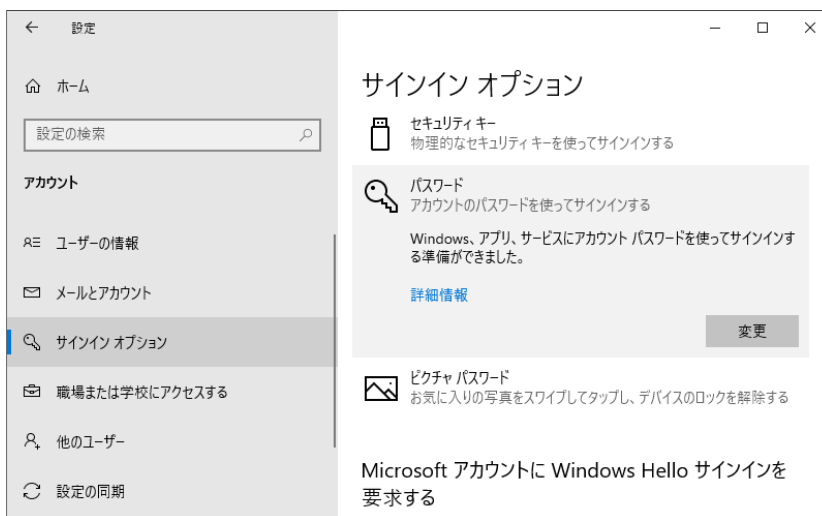 設定
ホーム
設定の検索
アカウント
ユーザーの情報
メールとアカウント
サインイン オプション
職場または学校にアクセスする
他のユーザー
設定の同期
サインイン オプション
セキュリティ キー
物理的なセキュリティ キーを使ってサインインする
パスワード
アカウントのパスワードを使ってサインインする
Windows、アプリ、サービスにアカウント パスワードを使ってサインインす
る準備ができました。
詳細情報
変更
ピクチャ パスワード
お気に入りの写真をスワイプしてタップし、デバイスのロックを解除する
Microsoft アカウントに Windows Hello サインインを
要求する